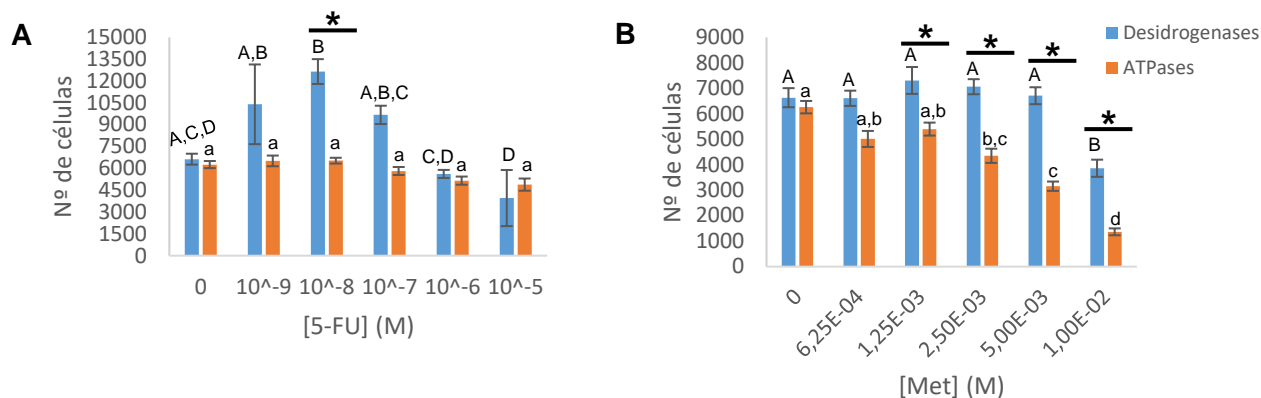 A
Nº de células
15000
13500
12000
10500
9000
7500
6000
4500
3000
1500
0
*
A,C,D
a
A,B
a
B
a
A,B,C
a
C,D
a
D
a
0 10^-9 10^-8 10^-7 10^-6 10^-5
[5-FU] (M)
B
Nº de células
9000
8000
7000
6000
5000
4000
3000
2000
1000
0
* * * *
A
a
A
a,b
A
a,b
A
b,c
A
c
B
d
0 6,25E-04 1,25E-03 2,50E-03 5,00E-03 1,00E-02
[Met] (M)
Desidrogenases
ATPases